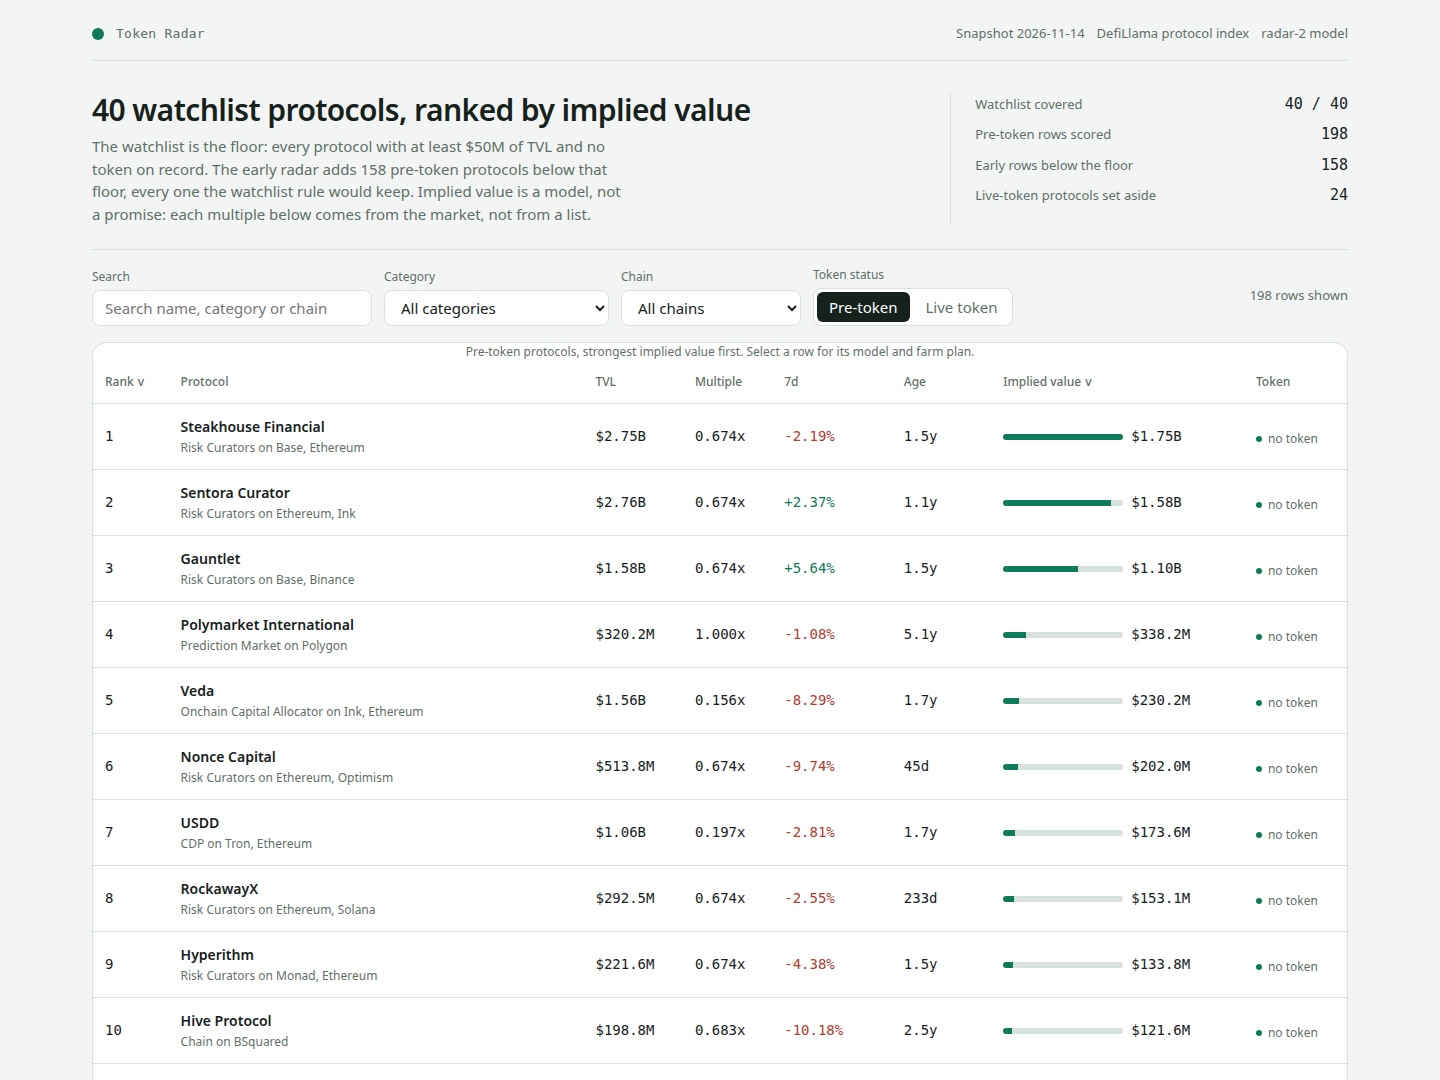 Token Radar
Snapshot 2026-11-14 DefiLlama protocol index radar-2 model
40 watchlist protocols, ranked by implied value
The watchlist is the floor: every protocol with at least $50M of TVL and no
token on record. The early radar adds 158 pre-token protocols below that
floor, every one the watchlist rule would keep. Implied value is a model, not
a promise: each multiple below comes from the market, not from a list.
Watchlist covered 40 / 40
Pre-token rows scored 198
Early rows below the floor 158
Live-token protocols set aside 24
Search Category Chain Token status
Search name, category or chain All categories All chains Pre-token Live token
198 rows shown
Pre-token protocols, strongest implied value first. Select a row for its model and farm plan.
Rank v Protocol TVL Multiple 7d Age Implied value v Token
1 Steakhouse Financial $2.75B 0.674x -2.19% 1.5y $1.75B no token
Risk Curators on Base, Ethereum
2 Sentora Curator $2.76B 0.674x +2.37% 1.1y $1.58B no token
Risk Curators on Ethereum, Ink
3 Gauntlet $1.58B 0.674x +5.64% 1.5y $1.10B no token
Risk Curators on Base, Binance
4 Polymarket International $320.2M 1.000x -1.08% 5.1y $338.2M no token
Prediction Market on Polygon
5 Veda $1.56B 0.156x -8.29% 1.7y $230.2M no token
Onchain Capital Allocator on Ink, Ethereum
6 Nonce Capital $513.8M 0.674x -9.74% 45d $202.0M no token
Risk Curators on Ethereum, Optimism
7 USDD $1.06B 0.197x -2.81% 1.7y $173.6M no token
CDP on Tron, Ethereum
8 RockawayX $292.5M 0.674x -2.55% 233d $153.1M no token
Risk Curators on Ethereum, Solana
9 Hyperithm $221.6M 0.674x -4.38% 1.5y $133.8M no token
Risk Curators on Monad, Ethereum
10 Hive Protocol $198.8M 0.683x -10.18% 2.5y $121.6M no token
Chain on BSquared